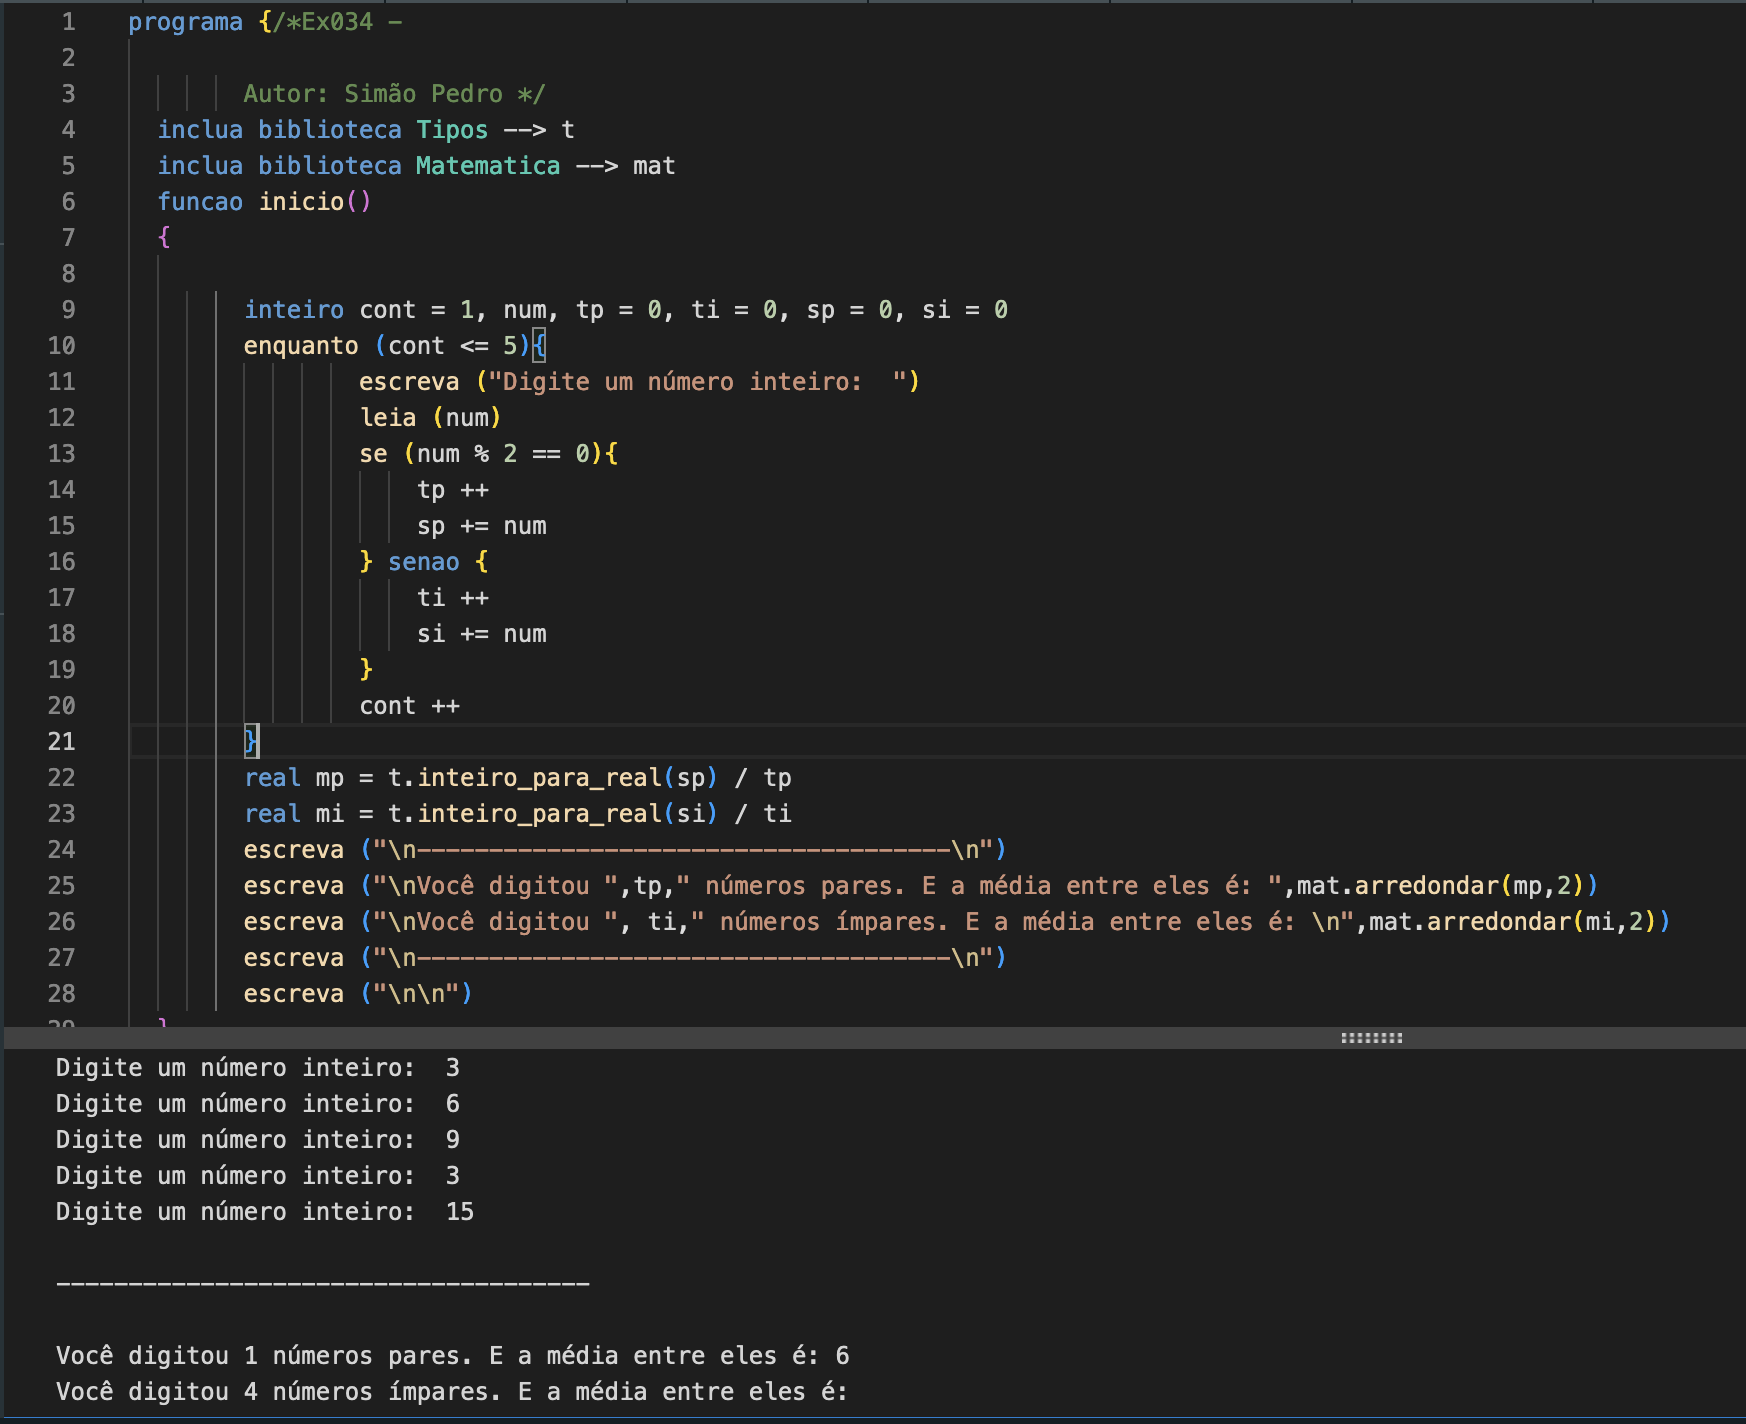 1 programa {/*Ex034 -
2
3 Autor: Simão Pedro */
4 inclua biblioteca Tipos --> t
5 inclua biblioteca Matematica --> mat
6 funcao inicio()
7 {
8
9 inteiro cont = 1, num, tp = 0, ti = 0, sp = 0, si = 0
10 enquanto (cont <= 5){
11 escreva ("Digite um número inteiro:  ")
12 leia (num)
13 se (num % 2 == 0){
14 tp ++
15 sp += num
16 } senao {
17 ti ++
18 si += num
19 }
20 cont ++
21 }
22 real mp = t.inteiro_para_real(sp) / tp
23 real mi = t.inteiro_para_real(si) / ti
24 escreva ("\n-------------------------------------\n")
25 escreva ("\nVocê digitou ",tp," números pares. E a média entre eles é: ",mat.arredondar(mp,2))
26 escreva ("\nVocê digitou ", ti," números ímpares. E a média entre eles é: \n",mat.arredondar(mi,2))
27 escreva ("\n-------------------------------------\n")
28 escreva ("\n\n")
29 }
Digite um número inteiro:  3
Digite um número inteiro:  6
Digite um número inteiro:  9
Digite um número inteiro:  3
Digite um número inteiro:  15
-------------------------------------
Você digitou 1 números pares. E a média entre eles é: 6
Você digitou 4 números ímpares. E a média entre eles é: